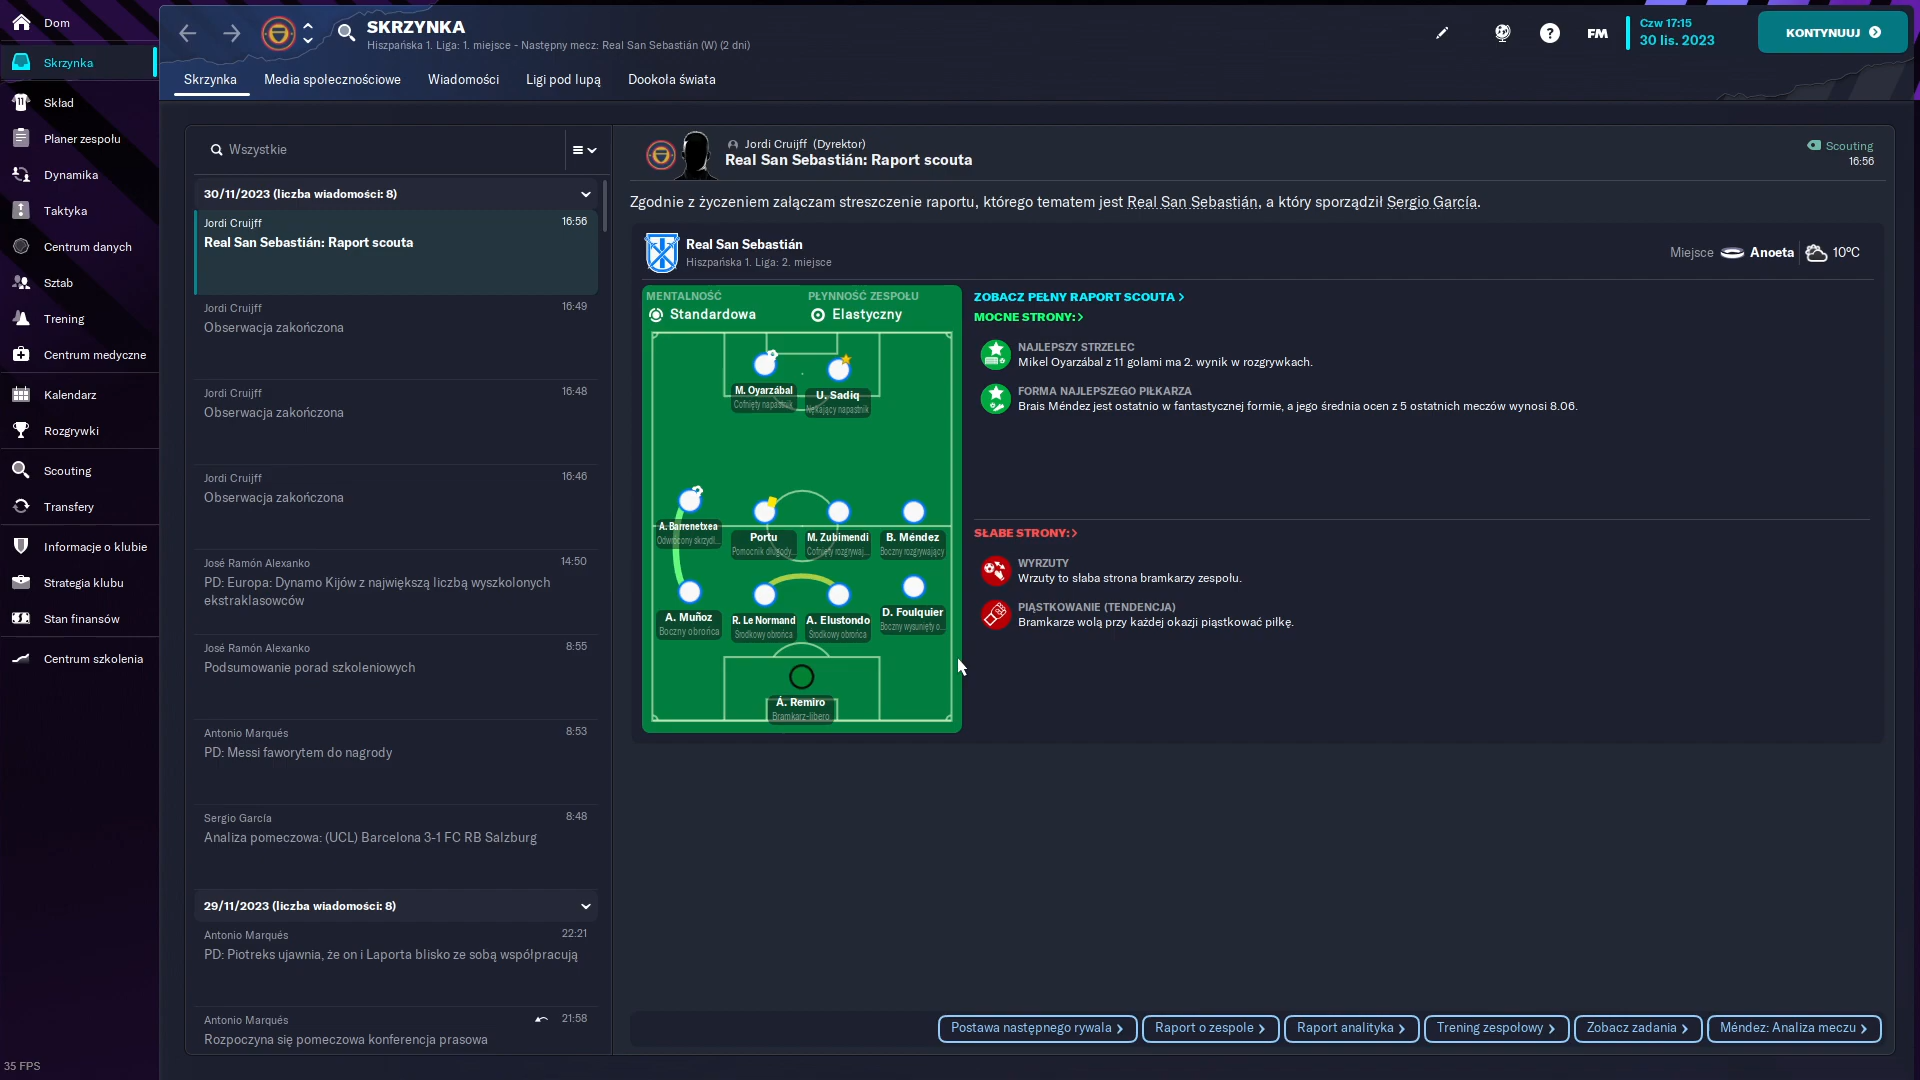 Dom
Skrzynka
Skład
Planer zespołu
Dynamika
Taktyka
Centrum danych
Sztab
Trening
Centrum medyczne
Kalendarz
Rozgrywki
Scouting
Transfery
Informacje o klubie
Strategia klubu
Stan finansów
Centrum szkolenia
35 FPS
SKRZYNKA
Hiszpańska 1. Liga: 1. miejsce - Następny mecz: Real San Sebastián (W) (2 dni)
FM
Czw 17:15
30 lis. 2023
KONTYNUUJ
Skrzynka Media społecznościowe Wiadomości Ligi pod lupą Dookoła świata
Wszystkie
30/11/2023 (liczba wiadomości: 8)
Jordi Cruijff 16:56
Real San Sebastián: Raport scouta
Jordi Cruijff 16:49
Obserwacja zakończona
Jordi Cruijff 16:48
Obserwacja zakończona
Jordi Cruijff 16:46
Obserwacja zakończona
José Ramón Alexanko 14:50
PD: Europa: Dynamo Kijów z największą liczbą wyszkolonych
ekstraklasowców
José Ramón Alexanko 8:55
Podsumowanie porad szkoleniowych
Antonio Marqués 8:53
PD: Messi faworytem do nagrody
Sergio García 8:48
Analiza pomeczowa: (UCL) Barcelona 3-1 FC RB Salzburg
29/11/2023 (liczba wiadomości: 8)
Antonio Marqués 22:21
PD: Piotreks ujawnia, że on i Laporta blisko ze sobą współpracują
Antonio Marqués 21:58
Rozpoczyna się pomeczowa konferencja prasowa
Jordi Cruijff (Dyrektor)
Real San Sebastián: Raport scouta
Scouting
16:56
Zgodnie z życzeniem załączam streszczenie raportu, którego tematem jest Real San Sebastián, a który sporządził Sergio García.
Real San Sebastián
Hiszpańska 1. Liga: 2. miejsce
Miejsce Anoeta 10°C
MENTALNOŚĆ PŁYNNOŚĆ ZESPOŁU
Standardowa Elastyczny
M. Oyarzábal U. Sadiq
Cofnięty napastnik Nękający napastnik
A. Barrenetxea Portu M. Zubimendi B. Méndez
Odwrócony skrzydł... Pomocnik długody... Cofnięty rozgrywaj... Boczny rozgrywający
A. Muñoz R. Le Normand A. Elustondo D. Foulquier
Boczny obrońca Środkowy obrońca Środkowy obrońca Boczny wysunięty o...
Á. Remiro
Bramkarz-libero
ZOBACZ PEŁNY RAPORT SCOUTA
MOCNE STRONY:
NAJLEPSZY STRZELEC
Mikel Oyarzábal z 11 golami ma 2. wynik w rozgrywkach.
FORMA NAJLEPSZEGO PIŁKARZA
Brais Méndez jest ostatnio w fantastycznej formie, a jego średnia ocen z 5 ostatnich meczów wynosi 8.06.
SŁABE STRONY:
WYRZUTY
Wrzuty to słaba strona bramkarzy zespołu.
PIĄSTKOWANIE (TENDENCJA)
Bramkarze wolą przy każdej okazji piąstkować piłkę.
Postawa następnego rywala Raport o zespole Raport analityka Trening zespołowy Zobacz zadania Méndez: Analiza meczu